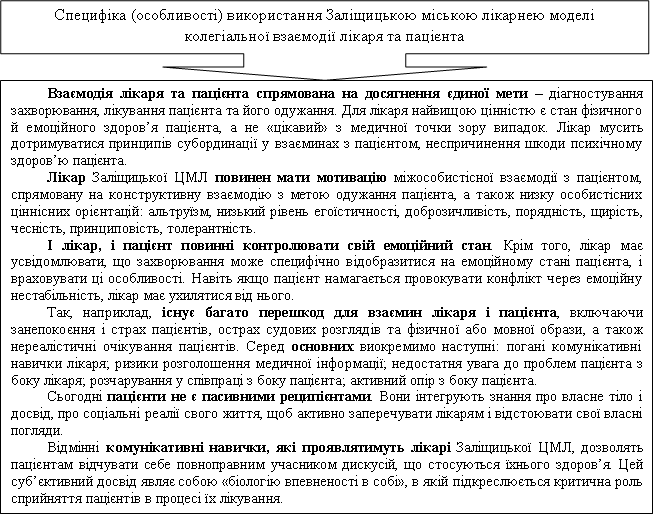 Специфіка (особливості) використання Заліщицькою міською лікарнею моделі
колегіальної взаємодії лікаря та пацієнта
Взаємодія лікаря та пацієнта спрямована на досягнення єдиної мети – діагностування
захворювання, лікування пацієнта та його одужання. Для лікаря найвищою цінністю є стан фізичного
й емоційного здоров’я пацієнта, а не «цікавий» з медичної точки зору випадок. Лікар мусить
дотримуватися принципів субординації у взаєминах з пацієнтом, неспричинення шкоди психічному
здоров’ю пацієнта.
Лікар Заліщицької ЦМЛ повинен мати мотивацію міжособистісної взаємодії з пацієнтом,
спрямовану на конструктивну взаємодію з метою одужання пацієнта, а також низку особистісних
ціннісних орієнтацій: альтруїзм, низький рівень егоїстичності, доброзичливість, порядність, щирість,
чесність, принциповість, толерантність.
І лікар, і пацієнт повинні контролювати свій емоційний стан. Крім того, лікар має
усвідомлювати, що захворювання може специфічно відобразитися на емоційному стані пацієнта, і
враховувати ці особливості. Навіть якщо пацієнт намагається провокувати конфлікт через емоційну
нестабільність, лікар має ухилятися від нього.
Так, наприклад, існує багато перешкод для взаємин лікаря і пацієнта, включаючи
занепокоєння і страх пацієнтів, острах судових розглядів та фізичної або мовної образи, а також
нереалістичні очікування пацієнтів. Серед основних виокремимо наступні: погані комунікативні
навички лікаря; ризики розголошення медичної інформації; недостатня увага до проблем пацієнта з
боку лікаря; розчарування у співпраці з боку пацієнта; активний опір з боку пацієнта.
Сьогодні пацієнти не є пасивними реципієнтами. Вони інтегрують знання про власне тіло і
досвід, про соціальні реалії свого життя, щоб активно заперечувати лікарям і відстоювати свої власні
погляди.
Відмінні комунікативні навички, які проявлятимуть лікарі Заліщицької ЦМЛ, дозволять
пацієнтам відчувати себе повноправним учасником дискусій, що стосуються їхнього здоров’я. Цей
суб’єктивний досвід являє собою «біологію впевненості в собі», в якій підкреслюється критична роль
сприйняття пацієнтів в процесі їх лікування.